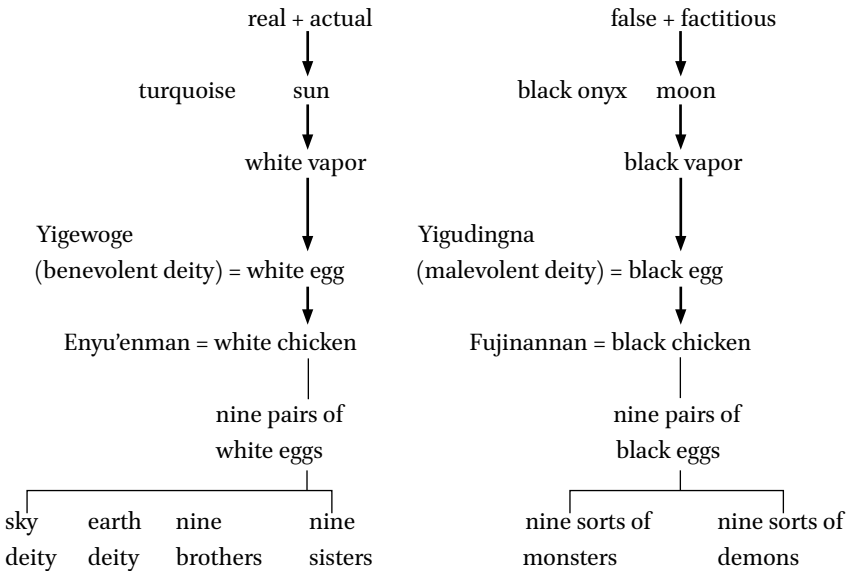 real + actual
false + factitious
turquoise sun
black onyx moon
white vapor
black vapor
Yigewoge
(benevolent deity) = white egg
Yigudingna
(malevolent deity) = black egg
Enyu'enman = white chicken
Fujinannan = black chicken
nine pairs of
white eggs
nine pairs of
black eggs
sky
deity
earth
deity
nine
brothers
nine
sisters
nine sorts of
monsters
nine sorts of
demons